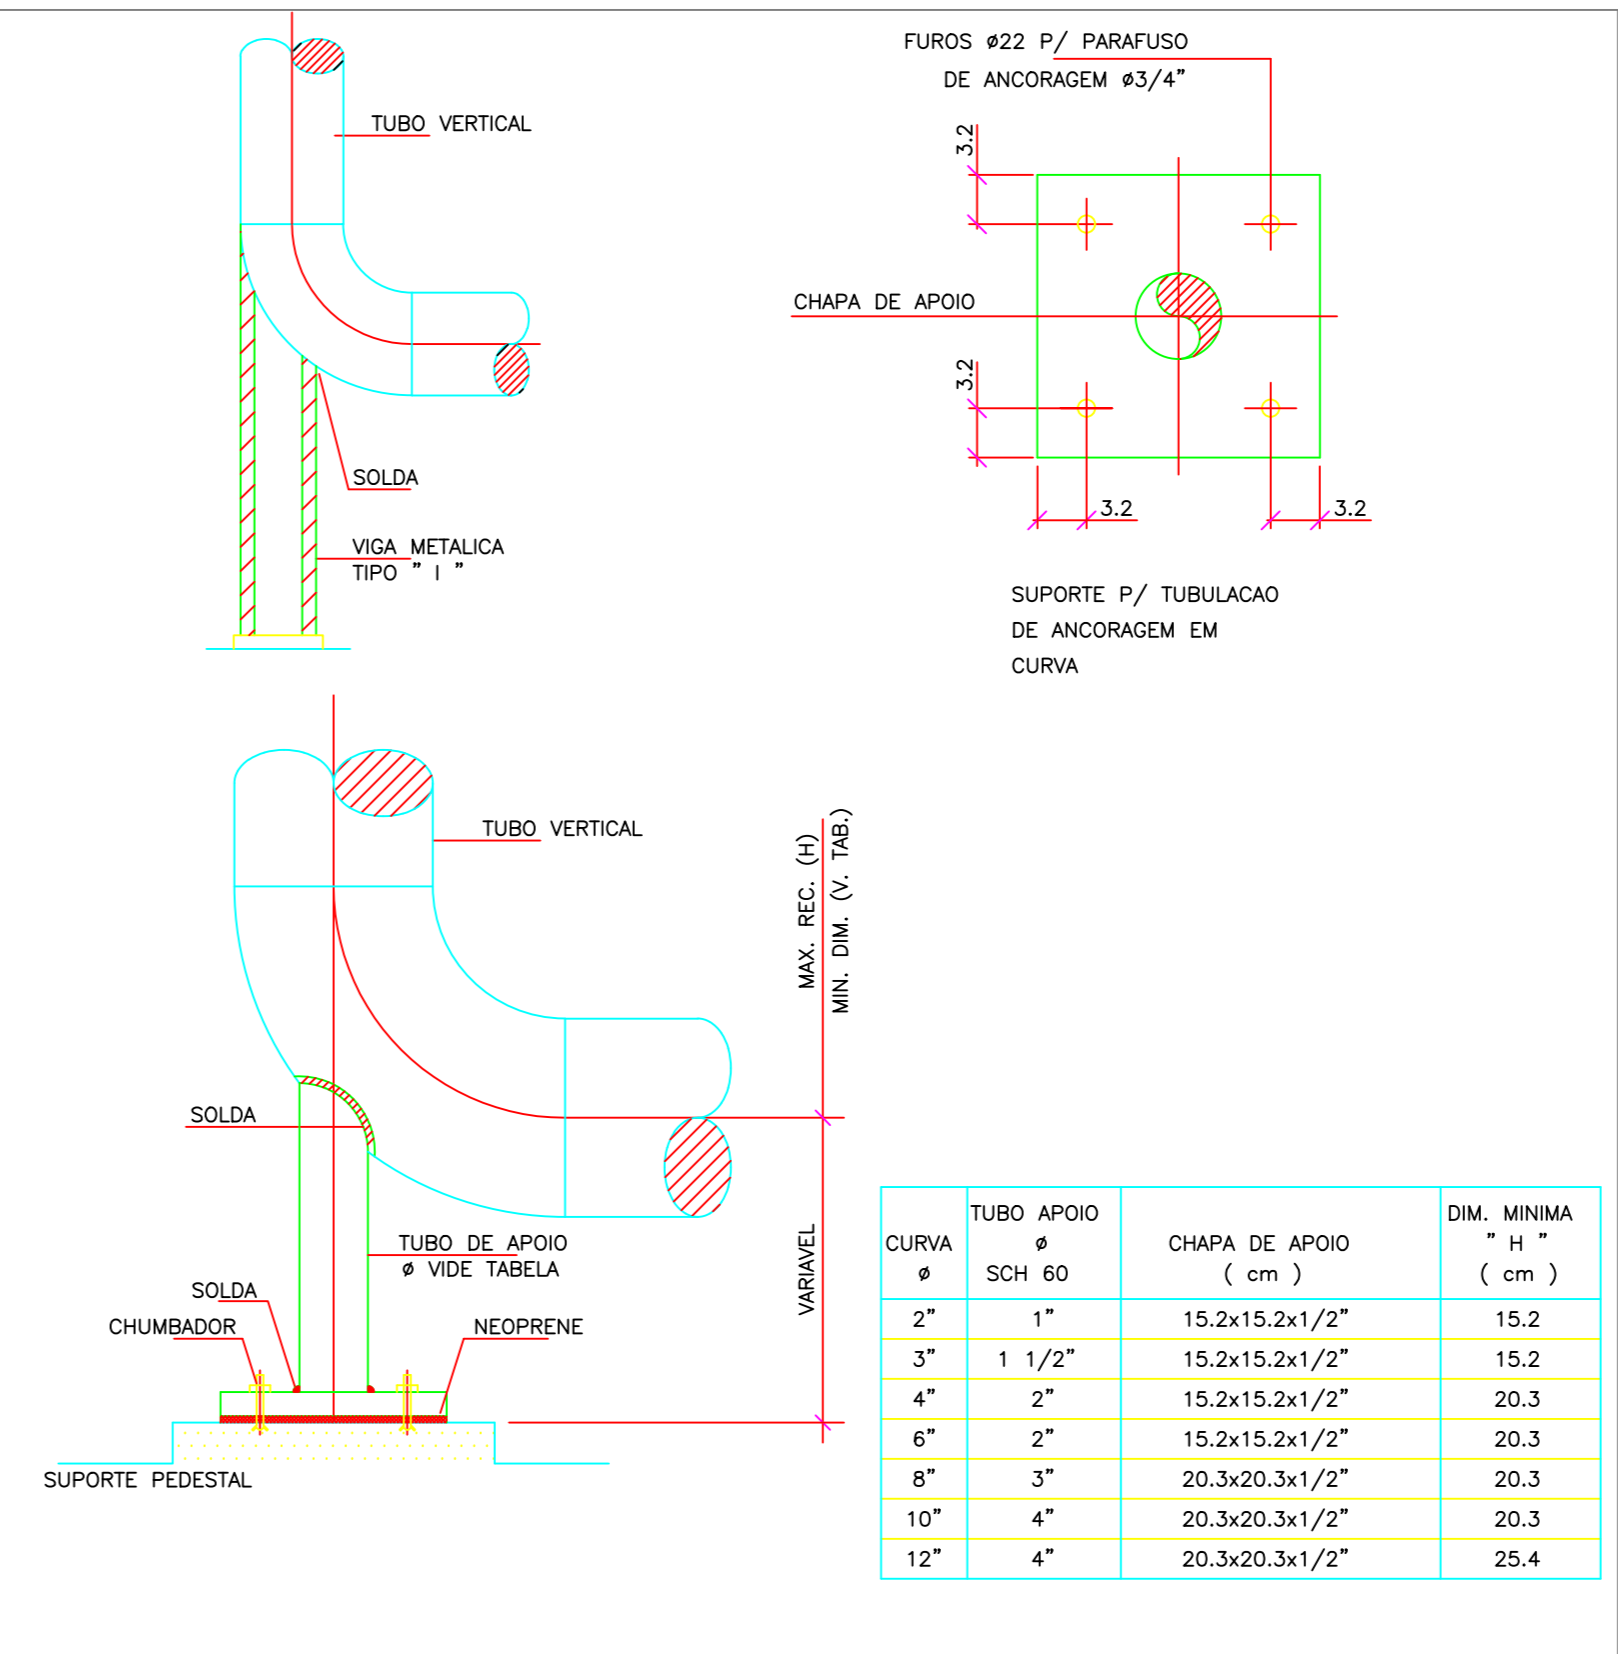 FUROS ø22 P/ PARAFUSO
DE ANCORAGEM ø3/4"
TUBO VERTICAL
3.2
CHAPA DE APOIO
3.2
SOLDA
3.2
3.2
VIGA METALICA
TIPO " I "
SUPORTE P/ TUBULACAO
DE ANCORAGEM EM
CURVA
TUBO VERTICAL
MAX. REC. (H)
MIN. DIM. (V. TAB.)
SOLDA
TUBO DE APOIO
ø VIDE TABELA
VARIAVEL
SOLDA
CHUMBADOR
NEOPRENE
SUPORTE PEDESTAL
CURVA ø TUBO APOIO ø SCH 60 CHAPA DE APOIO ( cm ) DIM. MINIMA " H " ( cm )
2" 1" 15.2x15.2x1/2" 15.2
3" 1 1/2" 15.2x15.2x1/2" 15.2
4" 2" 15.2x15.2x1/2" 20.3
6" 2" 15.2x15.2x1/2" 20.3
8" 3" 20.3x20.3x1/2" 20.3
10" 4" 20.3x20.3x1/2" 20.3
12" 4" 20.3x20.3x1/2" 25.4